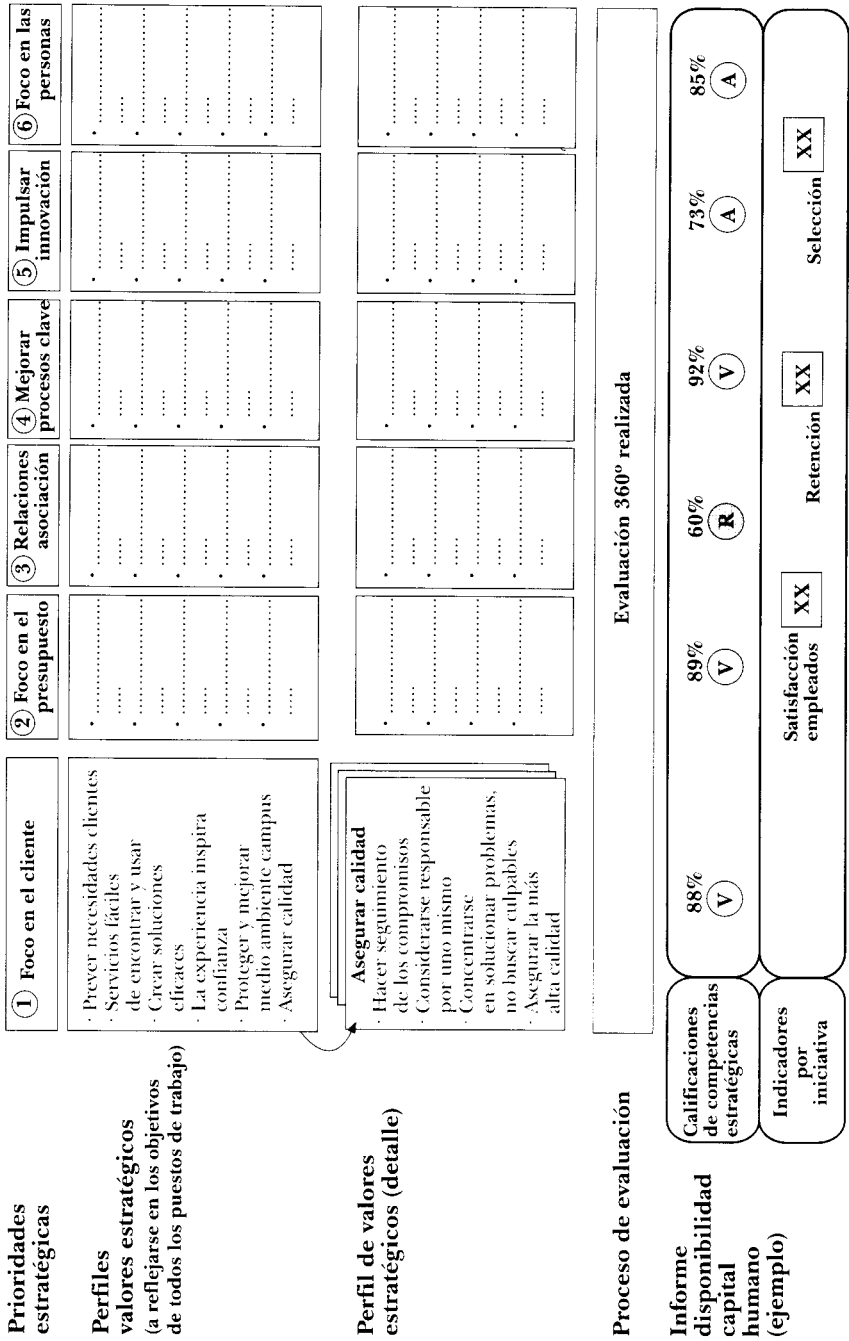 Prioridades
estratégicas
1 Foco en el cliente
2 Foco en el
presupuesto
3 Relaciones
asociación
4 Mejorar
procesos clave
5 Impulsar
innovación
6 Foco en las
personas
Perfiles
valores estratégicos
(a reflejarse en los objetivos
de todos los puestos de trabajo)
· Prever necesidades clientes
· Servicios fáciles
de encontrar y usar
· Crear soluciones
eficaces
· La experiencia inspira
confianza
· Proteger y mejorar
medio ambiente campus
· Asegurar calidad
Perfil de valores
estratégicos (detalle)
Asegurar calidad
· Hacer seguimiento
de los compromisos
· Considerarse responsable
por uno mismo
· Concentrarse
en solucionar problemas,
no buscar culpables
· Asegurar la más
alta calidad
Proceso de evaluación
Evaluación 360º realizada
Informe
disponibilidad
capital
humano
(ejemplo)
Calificaciones
de competencias
estratégicas
88%
V
89%
V
60%
R
92%
V
73%
A
85%
A
Indicadores
por
iniciativa
Satisfacción
empleados
XX
Retención XX
Selección XX